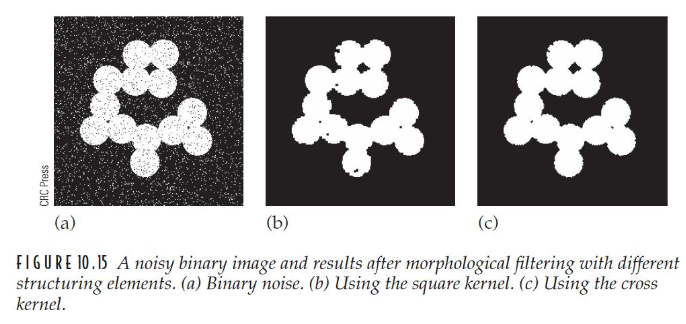 CRC Press
(a) (b) (c)
FIGURE 10.15 A noisy binary image and results after morphological filtering with different
structuring elements. (a) Binary noise. (b) Using the square kernel. (c) Using the cross
kernel.